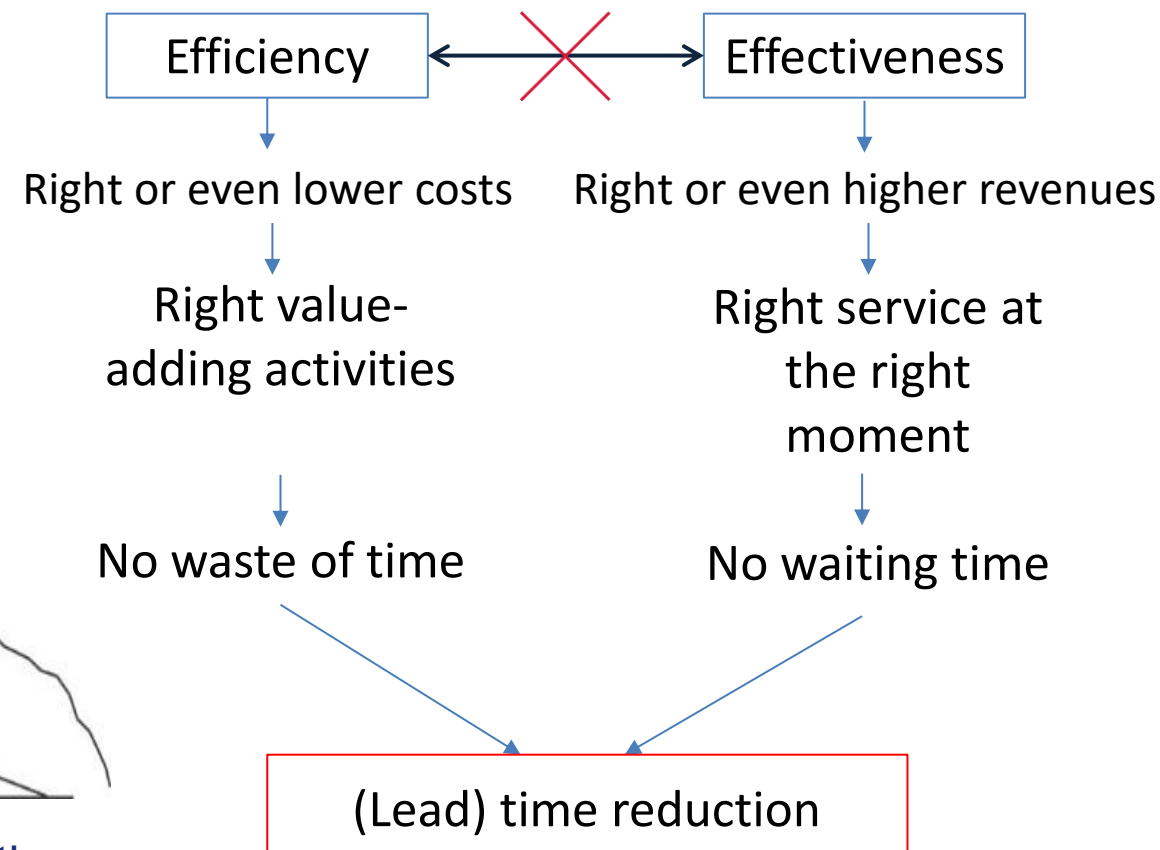 Efficiency
Effectiveness
Right or even lower costs
Right or even higher revenues
Right value-
adding activities
Right service at
the right
moment
No waste of time
No waiting time
(Lead) time reduction